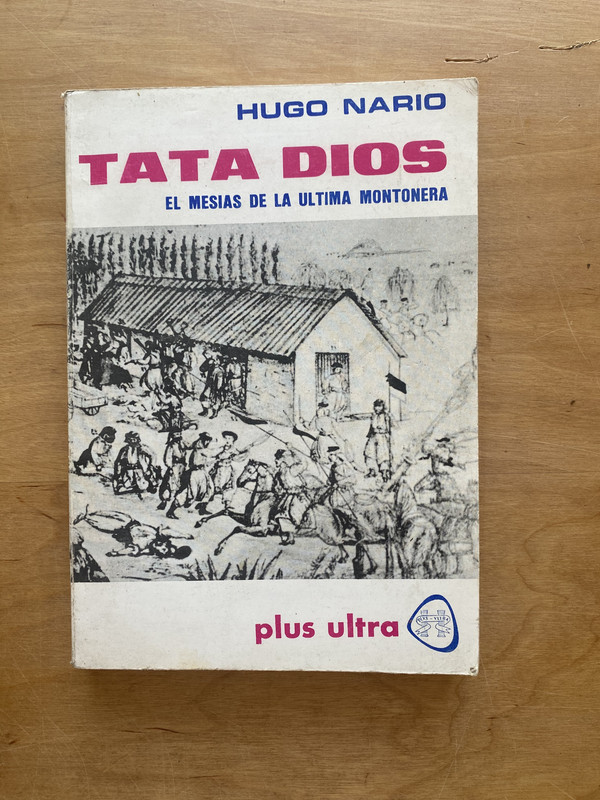 HUGO NARIO
TATA DIOS
EL MESIAS DE LA ULTIMA MONTONERA
plus ultra